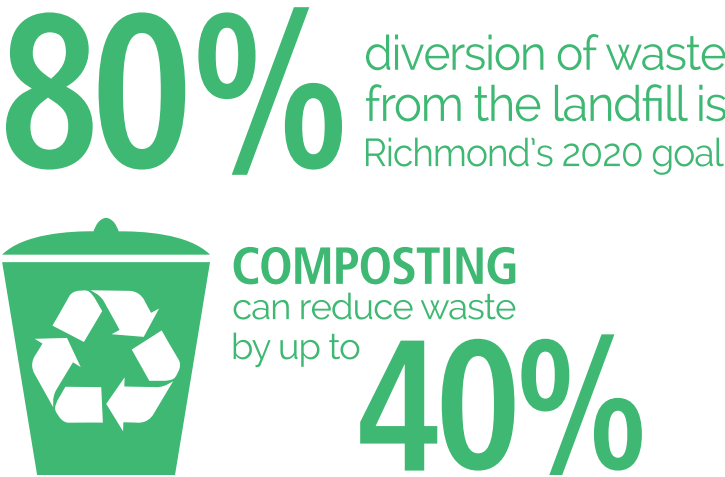 80%
diversion of waste
from the landfill is
Richmond's 2020 goal
COMPOSTING
can reduce waste
by up to
40%